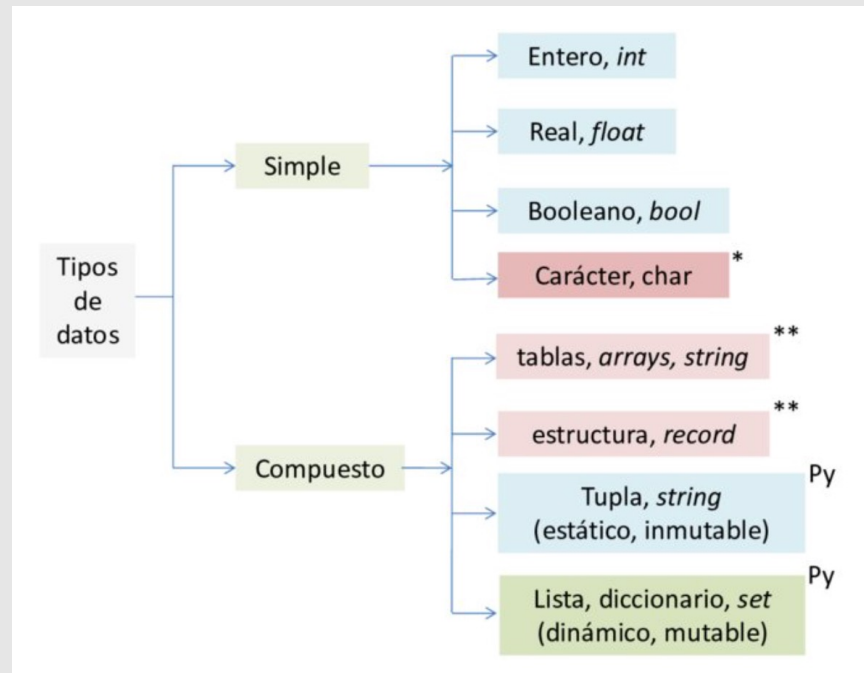 Tipos
de
datos
Simple
Entero, int
Real, float
Booleano, bool
Carácter, char *
Compuesto
tablas, arrays, string **
estructura, record **
Tupla, string Py
(estático, inmutable)
Lista, diccionario, set Py
(dinámico, mutable)